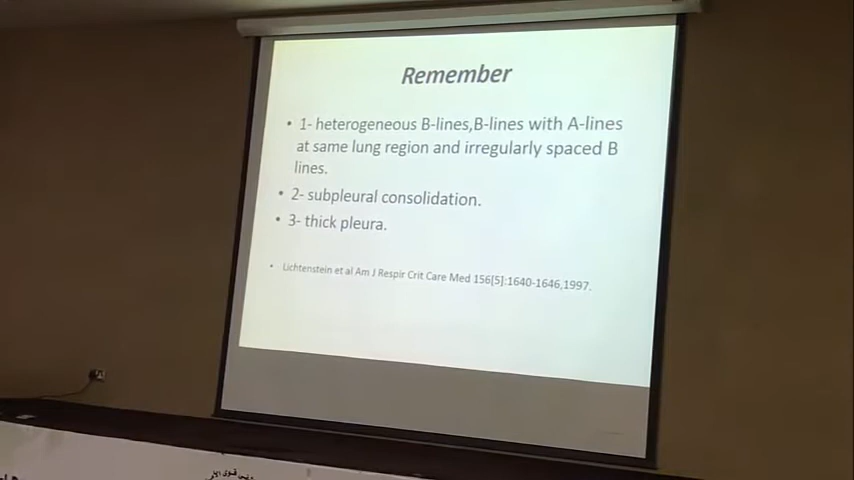 Remember
• 1- heterogeneous B-lines,B-lines with A-lines
at same lung region and irregularly spaced B
lines.
• 2- subpleural consolidation.
• 3- thick pleura.
• Lichtenstein et al Am J Respir Crit Care Med 156[5]:1640-1646,1997.